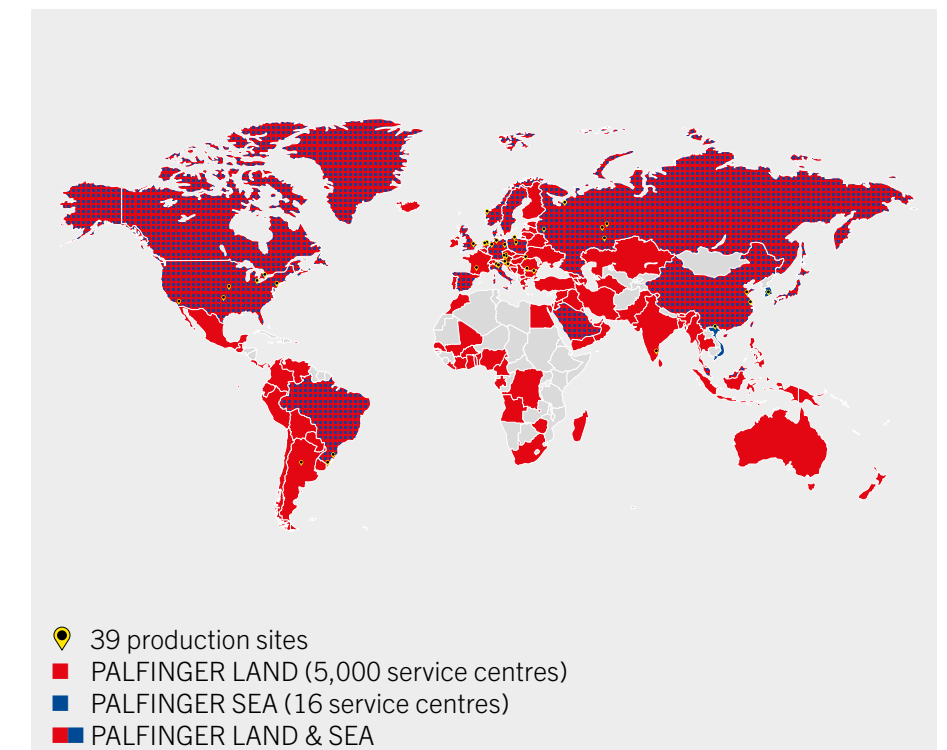 39 production sites
PALFINGER LAND (5,000 service centres)
PALFINGER SEA (16 service centres)
PALFINGER LAND & SEA